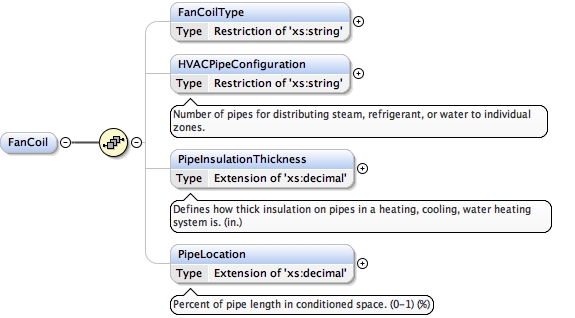 FanCoil
FanCoilType
Type Restriction of 'xs:string'
HVACPipeConfiguration
Type Restriction of 'xs:string'
Number of pipes for distributing steam, refrigerant, or water to individual
zones.
PipeInsulationThickness
Type Extension of 'xs:decimal'
Defines how thick insulation on pipes in a heating, cooling, water heating
system is. (in.)
PipeLocation
Type Extension of 'xs:decimal'
Percent of pipe length in conditioned space. (0-1) (%)